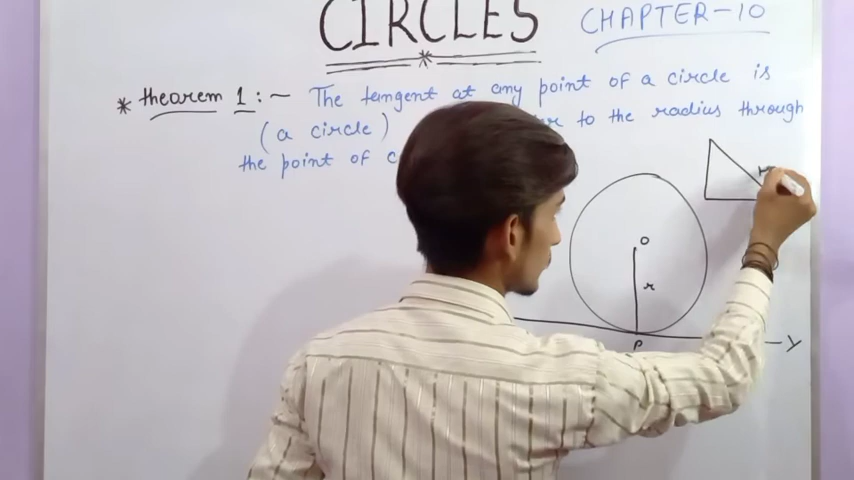 CIRCLES
CHAPTER-10
* theorem 1 :- The tangent at any point of a circle is
(a circle) to the radius through
the point of
O
r
P
y